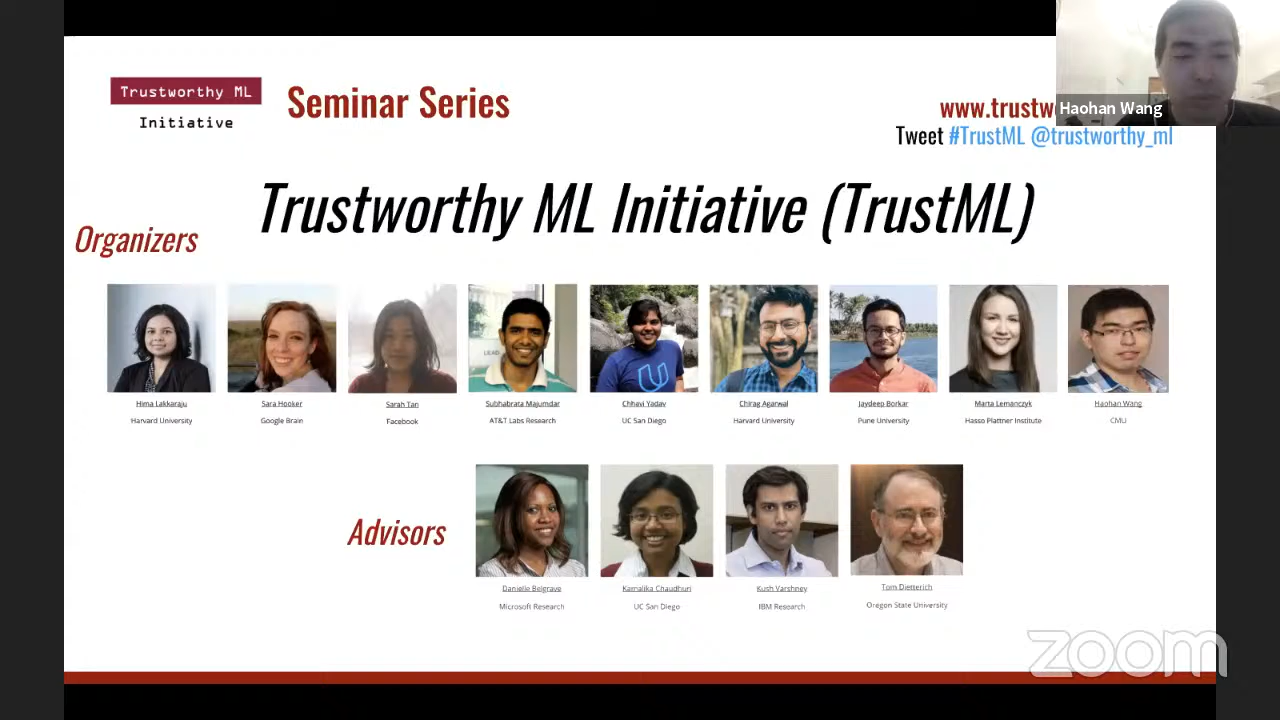 Trustworthy ML
Initiative
Seminar Series
www.trustw
Haohan Wang
Tweet #TrustML @trustworthy_ml
Trustworthy ML Initiative (TrustML)
Organizers
LEAD
Hima Lakkaraju
Harvard University
Sara Hooker
Google Brain
Sarah Tan
Facebook
Subhabrata Majumdar
AT&T Labs Research
Chhavi Yadav
UC San Diego
Chirag Agarwal
Harvard University
Jaydeep Borkar
Pune University
Marta Lemanczyk
Hasso Plattner Institute
Haohan Wang
CMU
Advisors
Danielle Belgrave
Microsoft Research
Kamalika Chaudhuri
UC San Diego
Kush Varshney
IBM Research
Tom Dietterich
Oregon State University
zoom